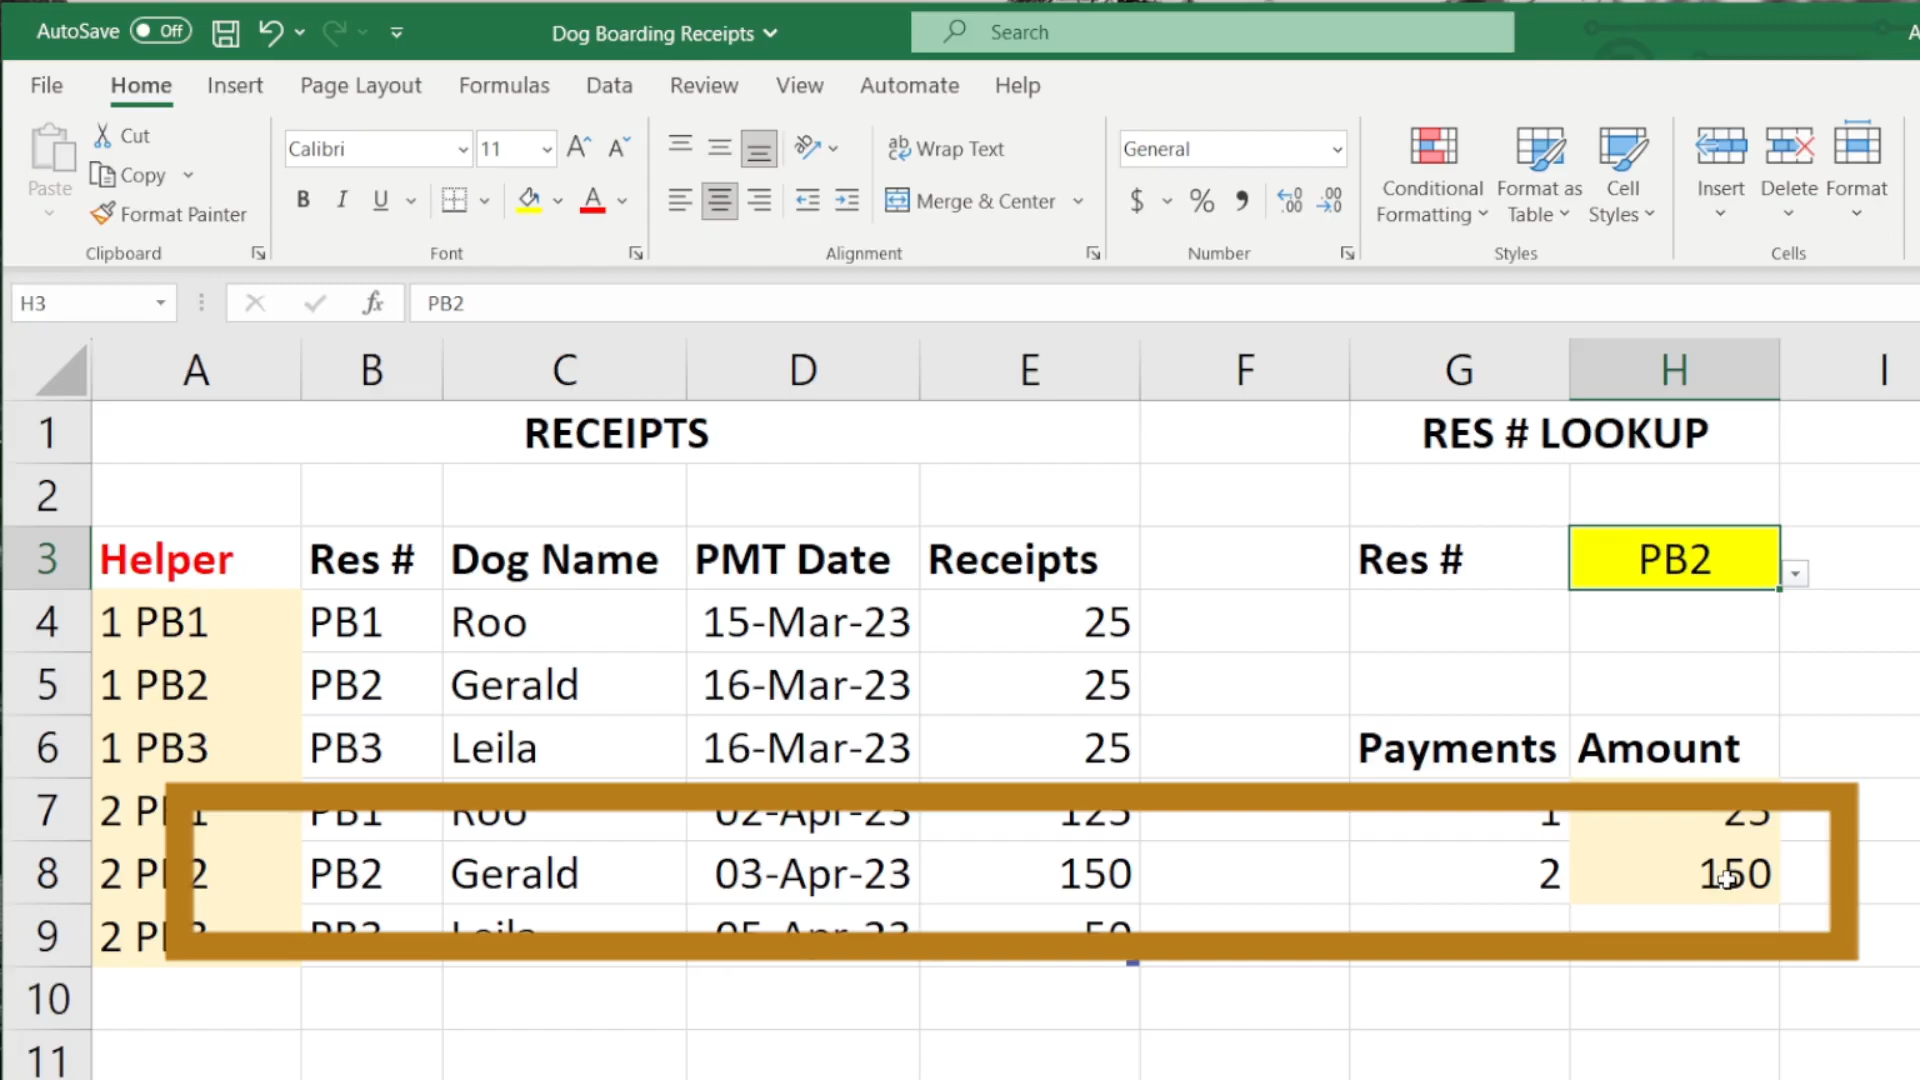 AutoSave Off Dog Boarding Receipts Search
File Home Insert Page Layout Formulas Data Review View Automate Help
Paste Cut Copy Format Painter Clipboard
Calibri 11 A A B I U A Font
ab Wrap Text Merge & Center Alignment
General $ % .00 Number
Conditional Formatting Format as Table Cell Styles Styles
Insert Delete Format Cells
H3 fx PB2
A B C D E F G H I
1 RECEIPTS RES # LOOKUP
2
3 Helper Res # Dog Name PMT Date Receipts Res # PB2
4 1 PB1 PB1 Roo 15-Mar-23 25
5 1 PB2 PB2 Gerald 16-Mar-23 25
6 1 PB3 PB3 Leila 16-Mar-23 25 Payments Amount
7 2 PB1 PB1 Roo 02-Apr-23 125 1 25
8 2 PB2 PB2 Gerald 03-Apr-23 150 2 150
9 2 PB3 PB3 Leila 05-Apr-23 50
10
11